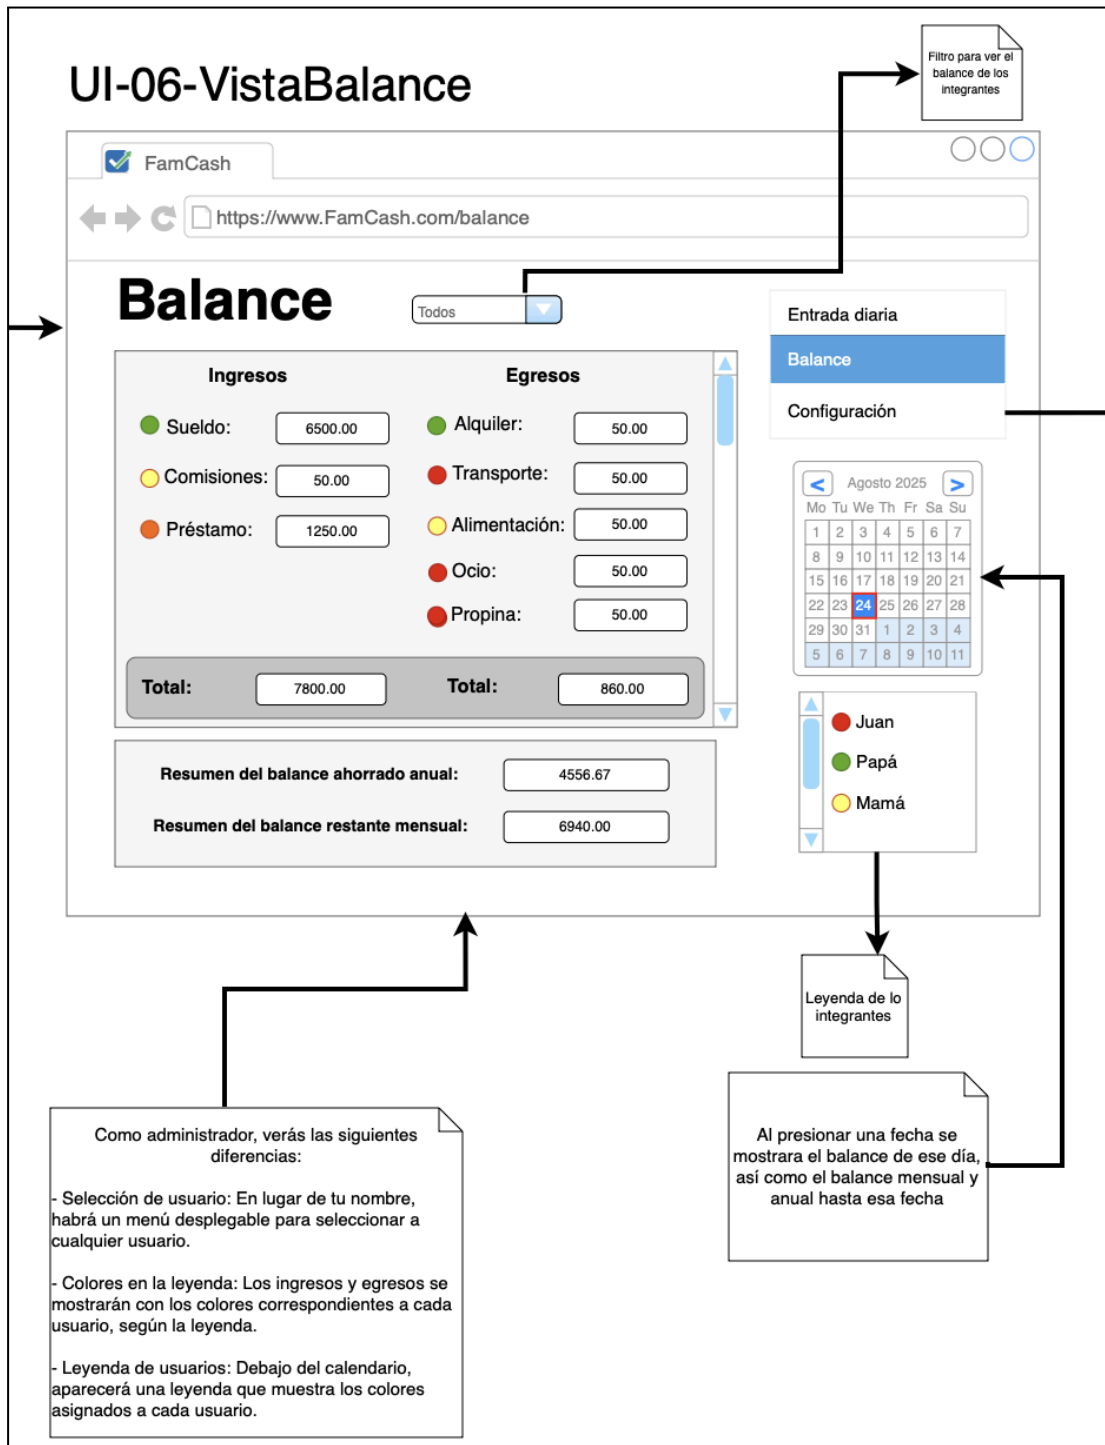 UI-06-VistaBalance
Filtro para ver el
balance de los
integrantes
FamCash
https://www.FamCash.com/balance
Balance
Todos
Entrada diaria
Balance
Configuración
Ingresos
Egresos
Sueldo: 6500.00
Alquiler: 50.00
Comisiones: 50.00
Transporte: 50.00
Préstamo: 1250.00
Alimentación: 50.00
Ocio: 50.00
Propina: 50.00
Total: 7800.00
Total: 860.00
< Agosto 2025 >
Mo Tu We Th Fr Sa Su
1 2 3 4 5 6 7
8 9 10 11 12 13 14
15 16 17 18 19 20 21
22 23 24 25 26 27 28
29 30 31 1 2 3 4
5 6 7 8 9 10 11
Juan
Papá
Mamá
Resumen del balance ahorrado anual: 4556.67
Resumen del balance restante mensual: 6940.00
Leyenda de lo
integrantes
Al presionar una fecha se
mostrara el balance de ese día,
así como el balance mensual y
anual hasta esa fecha
Como administrador, verás las siguientes
diferencias:
- Selección de usuario: En lugar de tu nombre,
habrá un menú desplegable para seleccionar a
cualquier usuario.
- Colores en la leyenda: Los ingresos y egresos se
mostrarán con los colores correspondientes a cada
usuario, según la leyenda.
- Leyenda de usuarios: Debajo del calendario,
aparecerá una leyenda que muestra los colores
asignados a cada usuario.